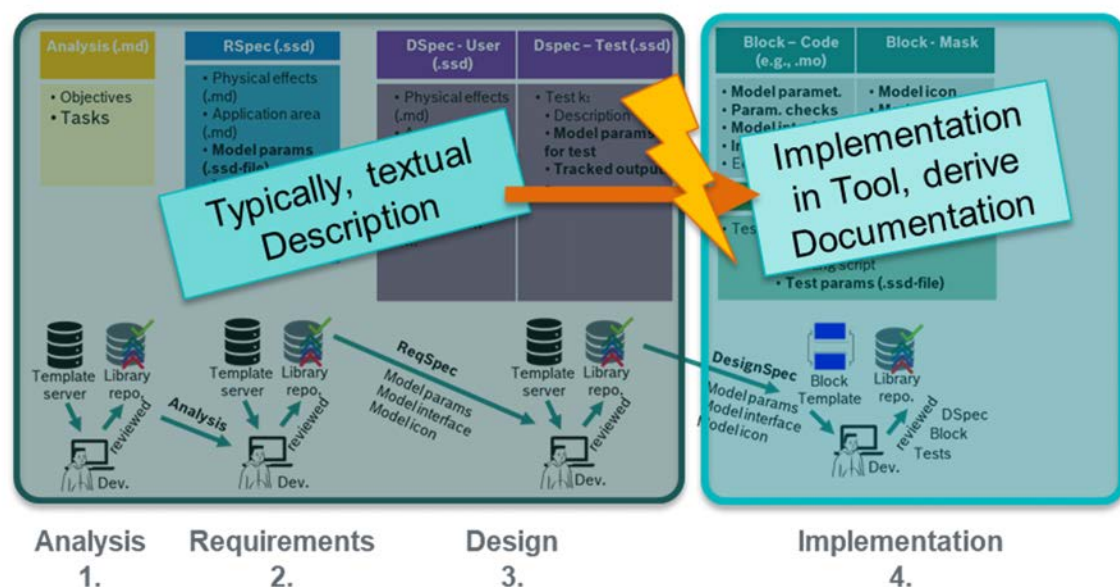 Analysis (.md)
• Objectives
• Tasks
RSpec (.ssd)
• Physical effects
(.md)
• Application area
(.md)
• Model params
(.ssd-file)
DSpec - User
(.ssd)
• Physical effects
(.md)
Dspec – Test (.ssd)
• Test
• Description
• Model params
for test
• Tracked output
Block – Code
(e.g., .mo)
• Model paramet.
• Param. checks
Block - Mask
• Model icon
Script
• Test params (.ssd-file)
Typically, textual
Description
Implementation
in Tool, derive
Documentation
Template
server
Library
repo.
reviewed
Dev.
Analysis
Template
server
Library
repo.
reviewed
Dev.
ReqSpec
Model params
Model interface
Model icon
Template
server
Library
repo.
reviewed
Dev.
DesignSpec
Model params
Model interface
Model icon
Block
Template
Library
repo.
reviewed
Dev.
DSpec
Block
Tests
Analysis
1.
Requirements
2.
Design
3.
Implementation
4.